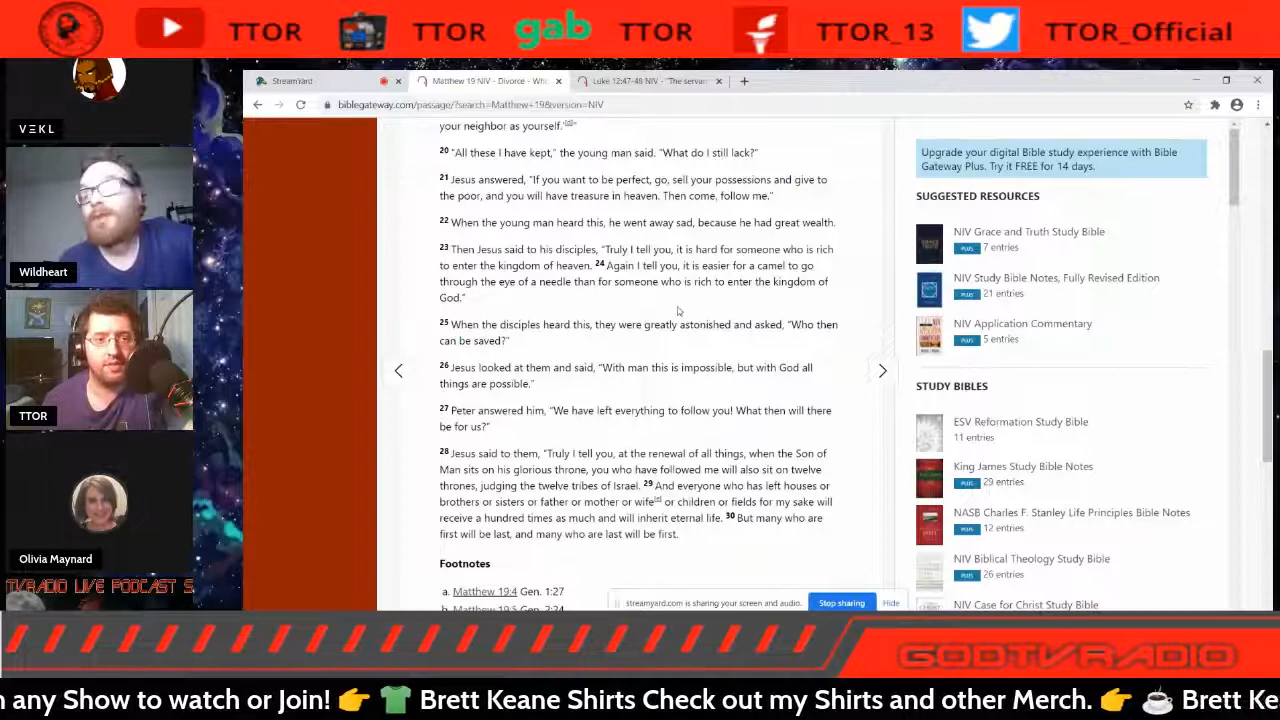 TTOR
TTOR
gab
TTOR
TTOR_13
TTOR_Official
VΞKL
Wildheart
TTOR
Olivia Maynard
TV/RADIO LIVE PODCAST S
StreamYard
Matthew 19 NIV - Divorce - Wh
Luke 12:47-48 NIV - "The servan
biblegateway.com/passage/?search=Matthew+19&version=NIV
your neighbor as yourself.'[d]"
20 "All these I have kept," the young man said. "What do I still lack?"
21 Jesus answered, "If you want to be perfect, go, sell your possessions and give to
the poor, and you will have treasure in heaven. Then come, follow me."
22 When the young man heard this, he went away sad, because he had great wealth.
23 Then Jesus said to his disciples, "Truly I tell you, it is hard for someone who is rich
to enter the kingdom of heaven. 24 Again I tell you, it is easier for a camel to go
through the eye of a needle than for someone who is rich to enter the kingdom of
God."
25 When the disciples heard this, they were greatly astonished and asked, "Who then
can be saved?"
26 Jesus looked at them and said, "With man this is impossible, but with God all
things are possible."
27 Peter answered him, "We have left everything to follow you! What then will there
be for us?"
28 Jesus said to them, "Truly I tell you, at the renewal of all things, when the Son of
Man sits on his glorious throne, you who have followed me will also sit on twelve
thrones, judging the twelve tribes of Israel. 29 And everyone who has left houses or
brothers or sisters or father or mother or wife[e] or children or fields for my sake will
receive a hundred times as much and will inherit eternal life. 30 But many who are
first will be last, and many who are last will be first.
Footnotes
a. Matthew 19:4 Gen. 1:27
b. Matthew 19:5 Gen. 2:24
Upgrade your digital Bible study experience with Bible
Gateway Plus. Try it FREE for 14 days.
SUGGESTED RESOURCES
NIV Grace and Truth Study Bible
PLUS 7 entries
NIV Study Bible Notes, Fully Revised Edition
PLUS 21 entries
NIV Application Commentary
PLUS 5 entries
STUDY BIBLES
ESV Reformation Study Bible
11 entries
King James Study Bible Notes
PLUS 29 entries
NASB Charles F. Stanley Life Principles Bible Notes
PLUS 12 entries
NIV Biblical Theology Study Bible
PLUS 26 entries
NIV Case for Christ Study Bible
streamyard.com is sharing your screen and audio.
Stop sharing
Hide
GODTV/RADIO
any Show to watch or Join! 👉 👕 Brett Keane Shirts Check out my Shirts and other Merch. 👉 ☕ Brett Ke